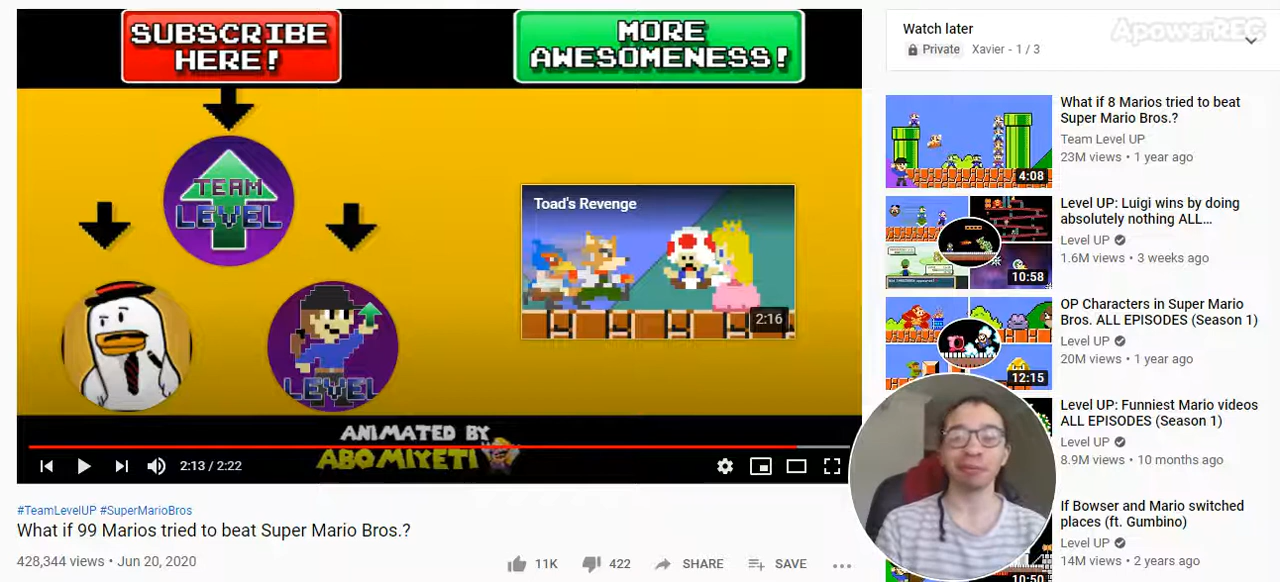 SUBSCRIBE
HERE!
MORE
AWESOMENESS!
TEAM
LEVEL
LEVEL
Toad's Revenge
2:16
ANIMATED BY
ABOMIYETI
2:13 / 2:22
#TeamLevelUP #SuperMarioBros
What if 99 Marios tried to beat Super Mario Bros.?
428,344 views • Jun 20, 2020
11K
422
SHARE
SAVE
Watch later
Private Xavier - 1 / 3
ApowerREC
What if 8 Marios tried to beat
Super Mario Bros.?
Team Level UP
23M views • 1 year ago
4:08
Level UP: Luigi wins by doing
absolutely nothing ALL...
Level UP
1.6M views • 3 weeks ago
10:58
OP Characters in Super Mario
Bros. ALL EPISODES (Season 1)
Level UP
20M views • 1 year ago
12:15
Level UP: Funniest Mario videos
ALL EPISODES (Season 1)
Level UP
8.9M views • 10 months ago
If Bowser and Mario switched
places (ft. Gumbino)
Level UP
14M views • 2 years ago
10:50